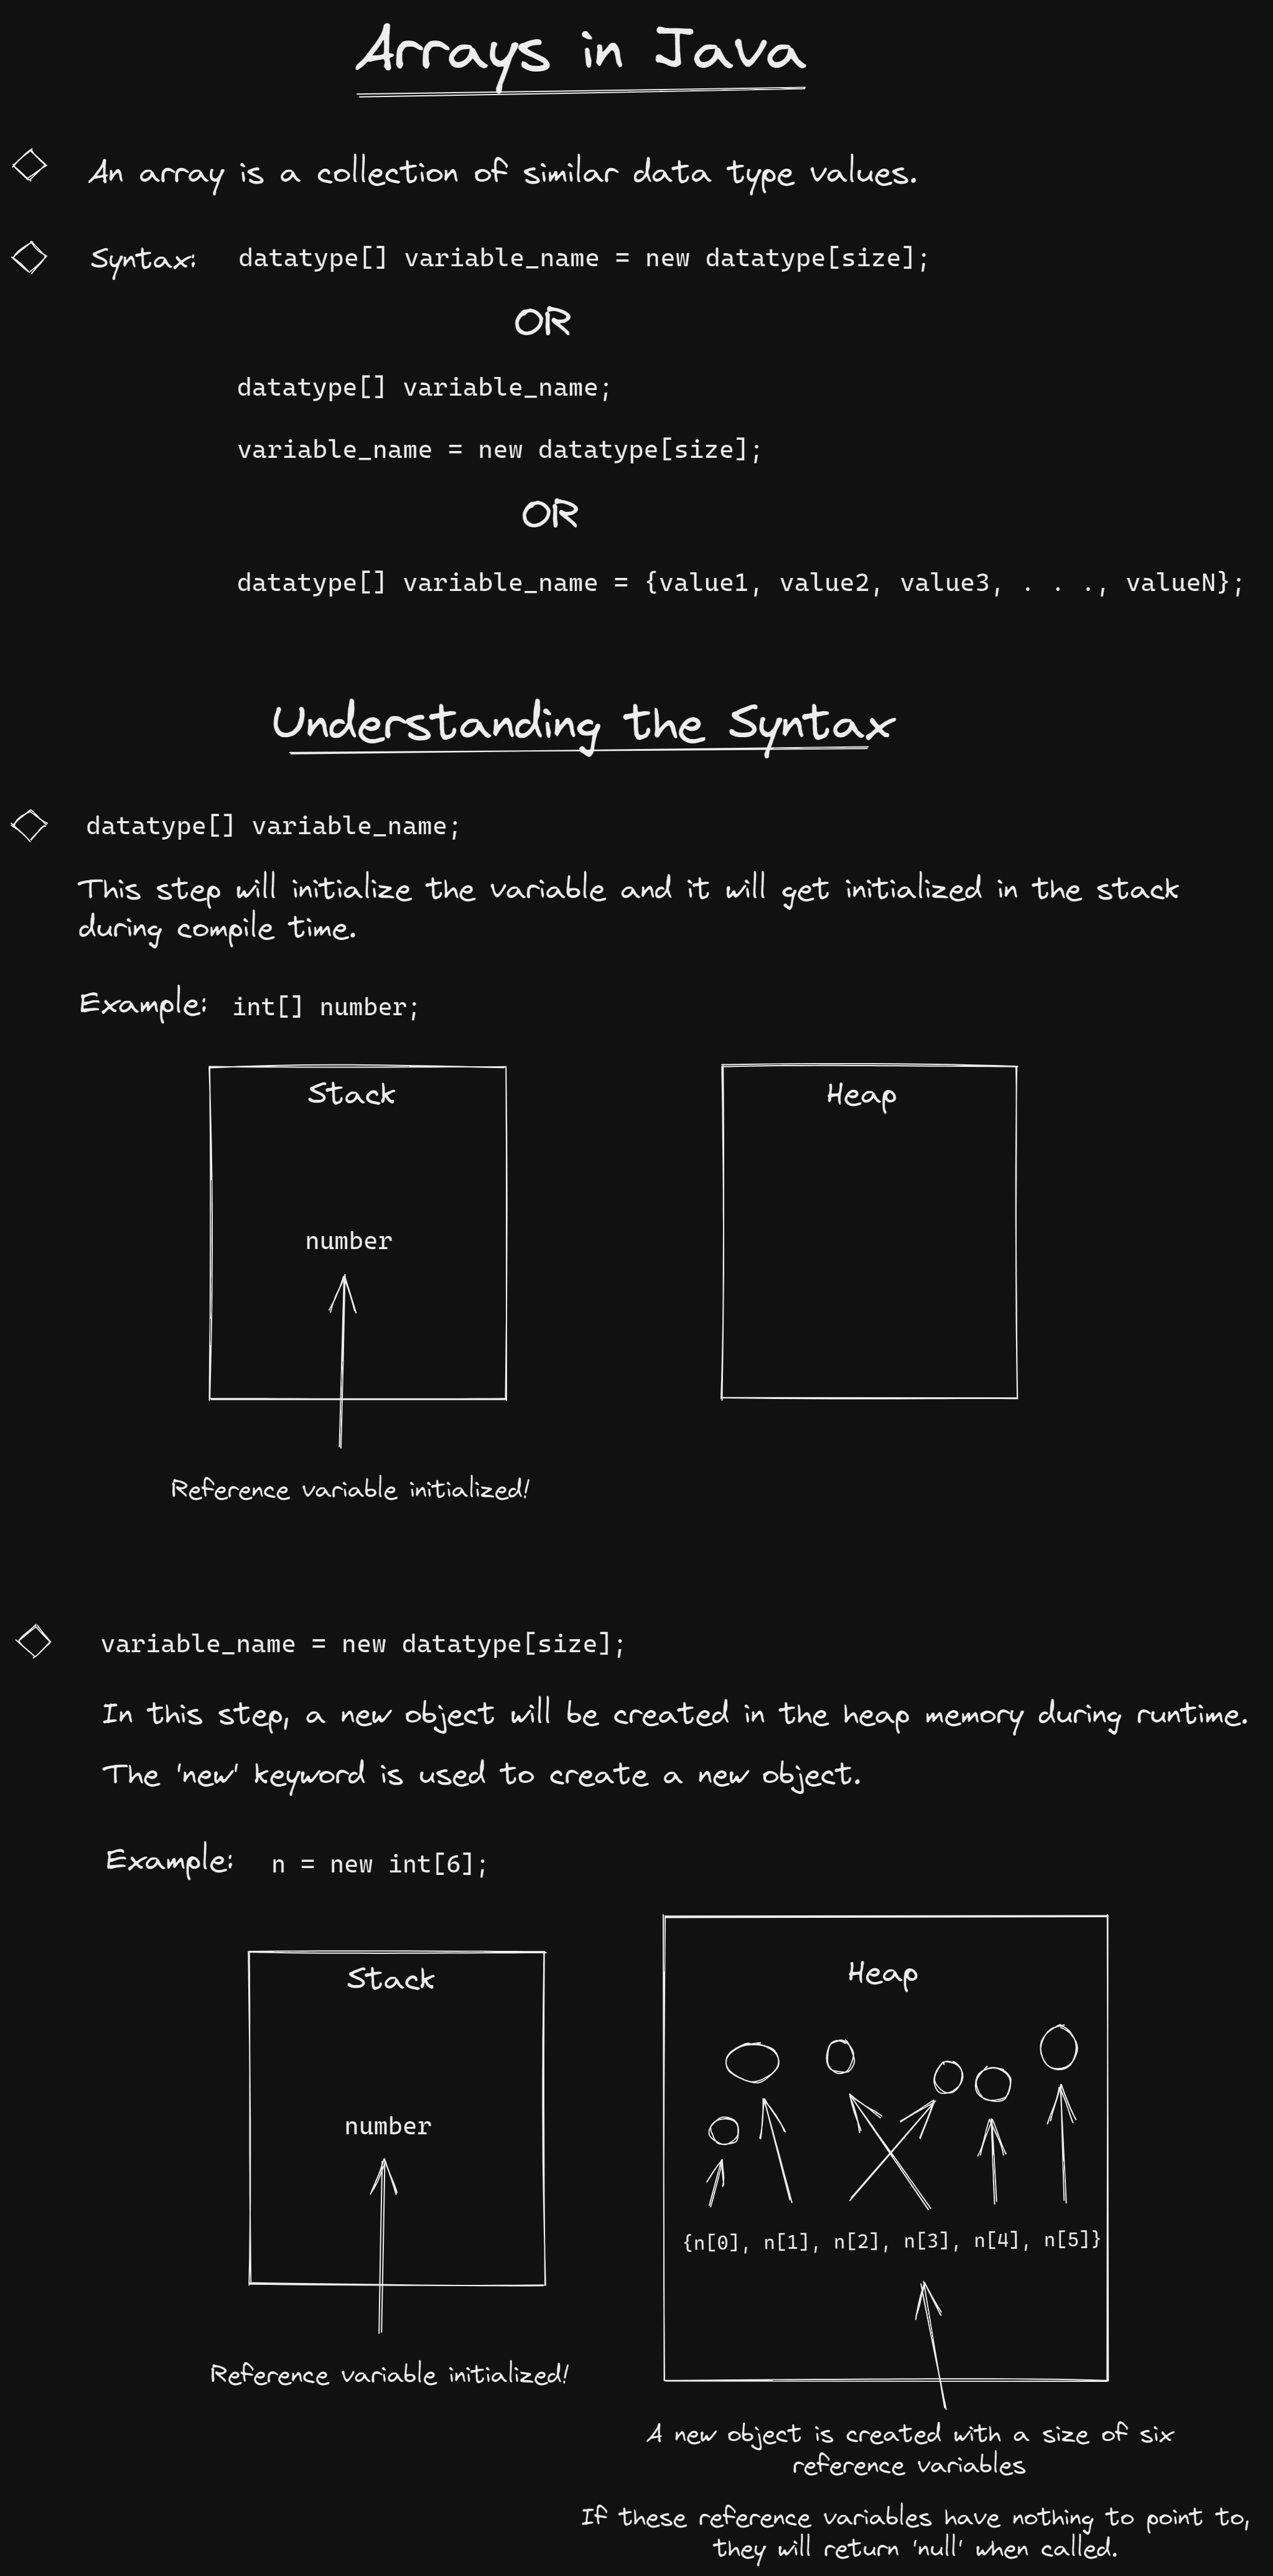 Arrays in Java
An array is a collection of similar data type values.
Syntax: datatype[] variable_name = new datatype[size];
OR
datatype[] variable_name;
variable_name = new datatype[size];
OR
datatype[] variable_name = {value1, value2, value3, . . ., valueN};
Understanding the Syntax
datatype[] variable_name;
This step will initialize the variable and it will get initialized in the stack
during compile time.
Example: int[] number;
Stack
Heap
number
Reference variable initialized!
variable_name = new datatype[size];
In this step, a new object will be created in the heap memory during runtime.
The 'new' keyword is used to create a new object.
Example: n = new int[6];
Stack
Heap
number
{n[0], n[1], n[2], n[3], n[4], n[5]}
Reference variable initialized!
A new object is created with a size of six
reference variables
If these reference variables have nothing to point to,
they will return 'null' when called.